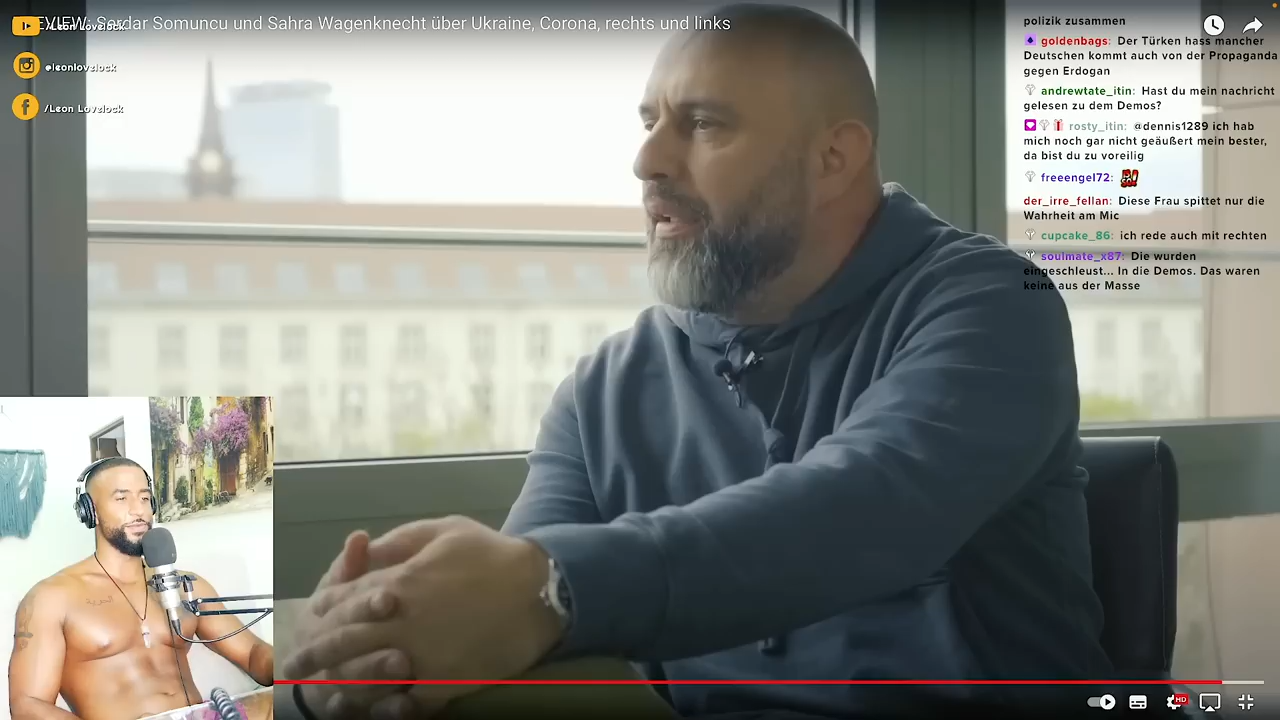 EVIEW: Serdar Somuncu und Sahra Wagenknecht über Ukraine, Corona, rechts und links
/Leon Lovelock
@leonlovelock
/Leon Lovelock
polizik zusammen
goldenbags: Der Türken hass mancher
Deutschen kommt auch von der Propaganda
gegen Erdogan
andrewtate_itin: Hast du mein nachricht
gelesen zu dem Demos?
rosty_itin: @dennis1289 ich hab
mich noch gar nicht geäußert mein bester,
da bist du zu voreilig
freeengel72:
der_irre_fellan: Diese Frau spittet nur die
Wahrheit am Mic
cupcake_86: ich rede auch mit rechten
soulmate_x87: Die wurden
eingeschleust... In die Demos. Das waren
keine aus der Masse
HD